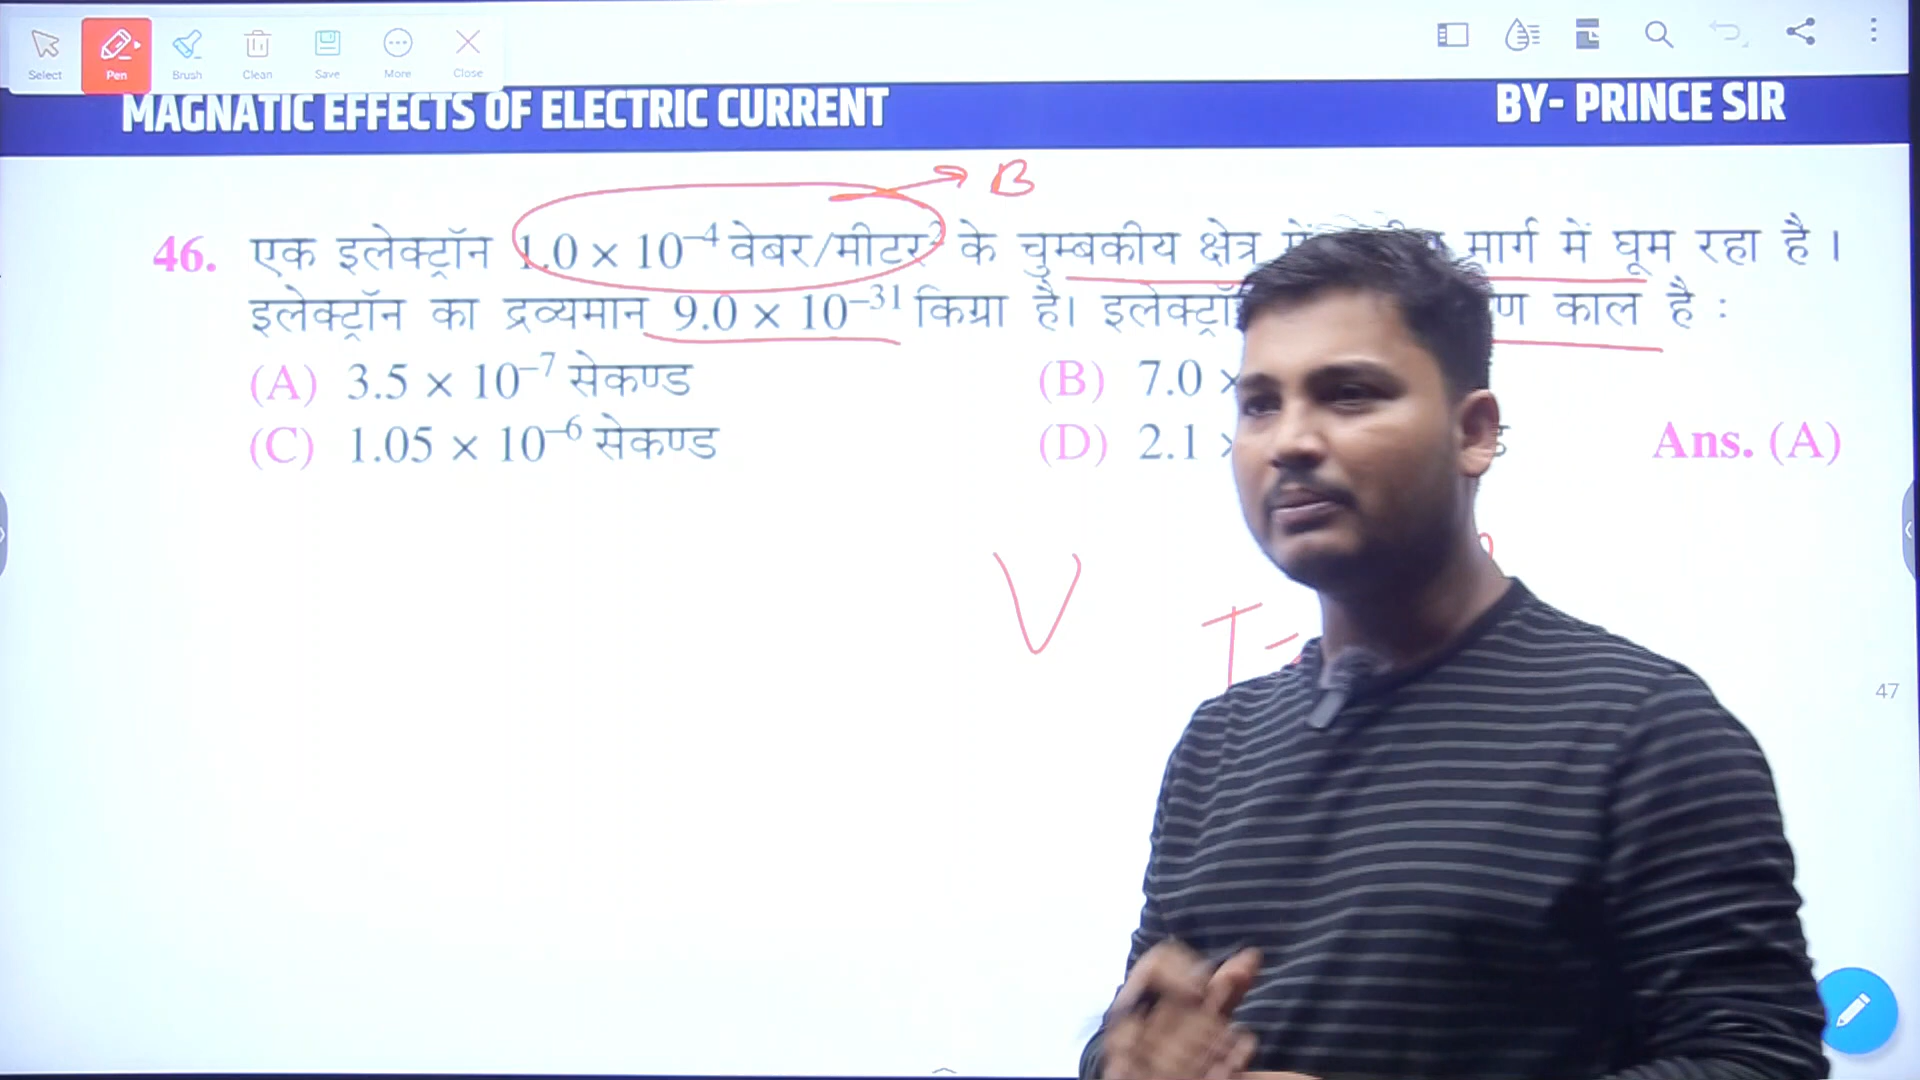 Select Pen Brush Clean Save More Close
MAGNATIC EFFECTS OF ELECTRIC CURRENT BY- PRINCE SIR
B
46. एक इलेक्ट्रॉन 1.0 × 10⁻⁴ वेबर/मीटर² के चुम्बकीय क्षेत्र में मार्ग में घूम रहा है।
इलेक्ट्रॉन का द्रव्यमान 9.0 × 10⁻³¹ किग्रा है। काल है :
(A) 3.5 × 10⁻⁷ सेकण्ड (B) 7.0 ×
(C) 1.05 × 10⁻⁶ सेकण्ड (D) 2.1 × Ans. (A)
V
T =
47